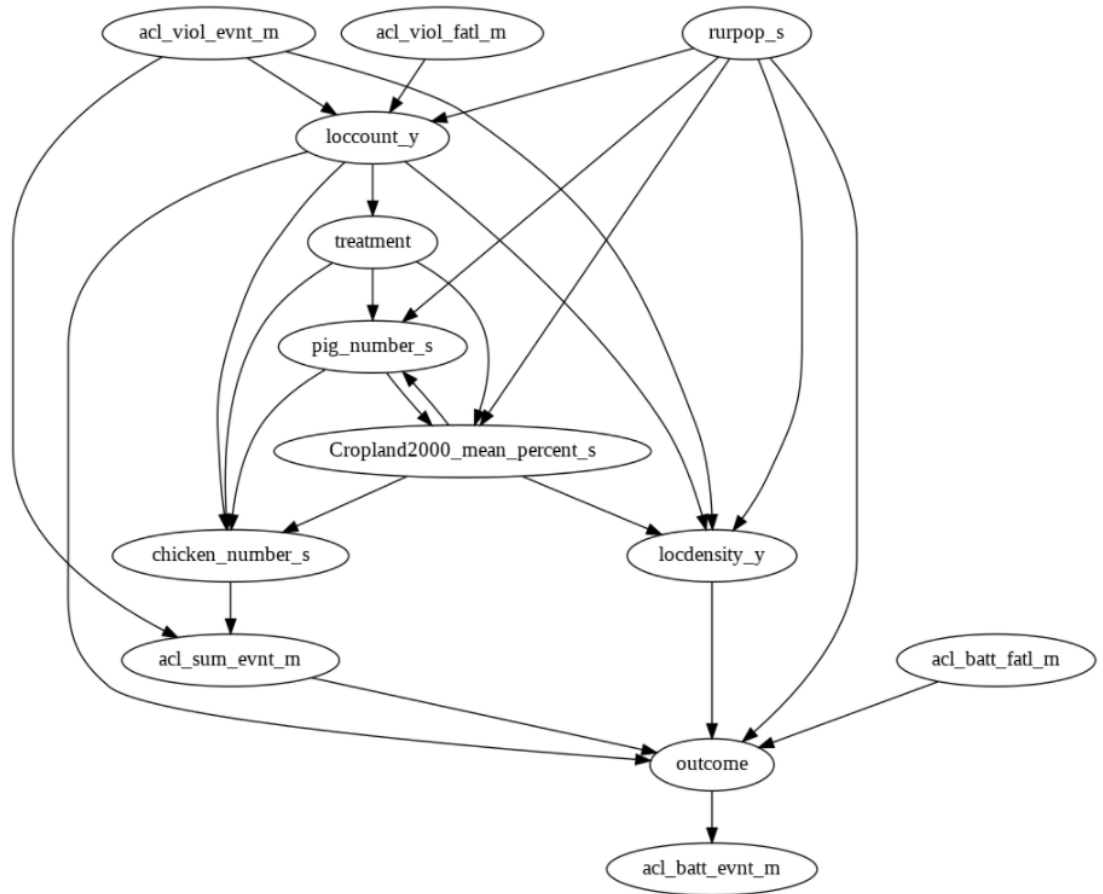 acl_viol_evnt_m
acl_viol_fatl_m
rurpop_s
loccount_y
treatment
pig_number_s
Cropland2000_mean_percent_s
chicken_number_s
locdensity_y
acl_sum_evnt_m
acl_batt_fatl_m
outcome
acl_batt_evnt_m